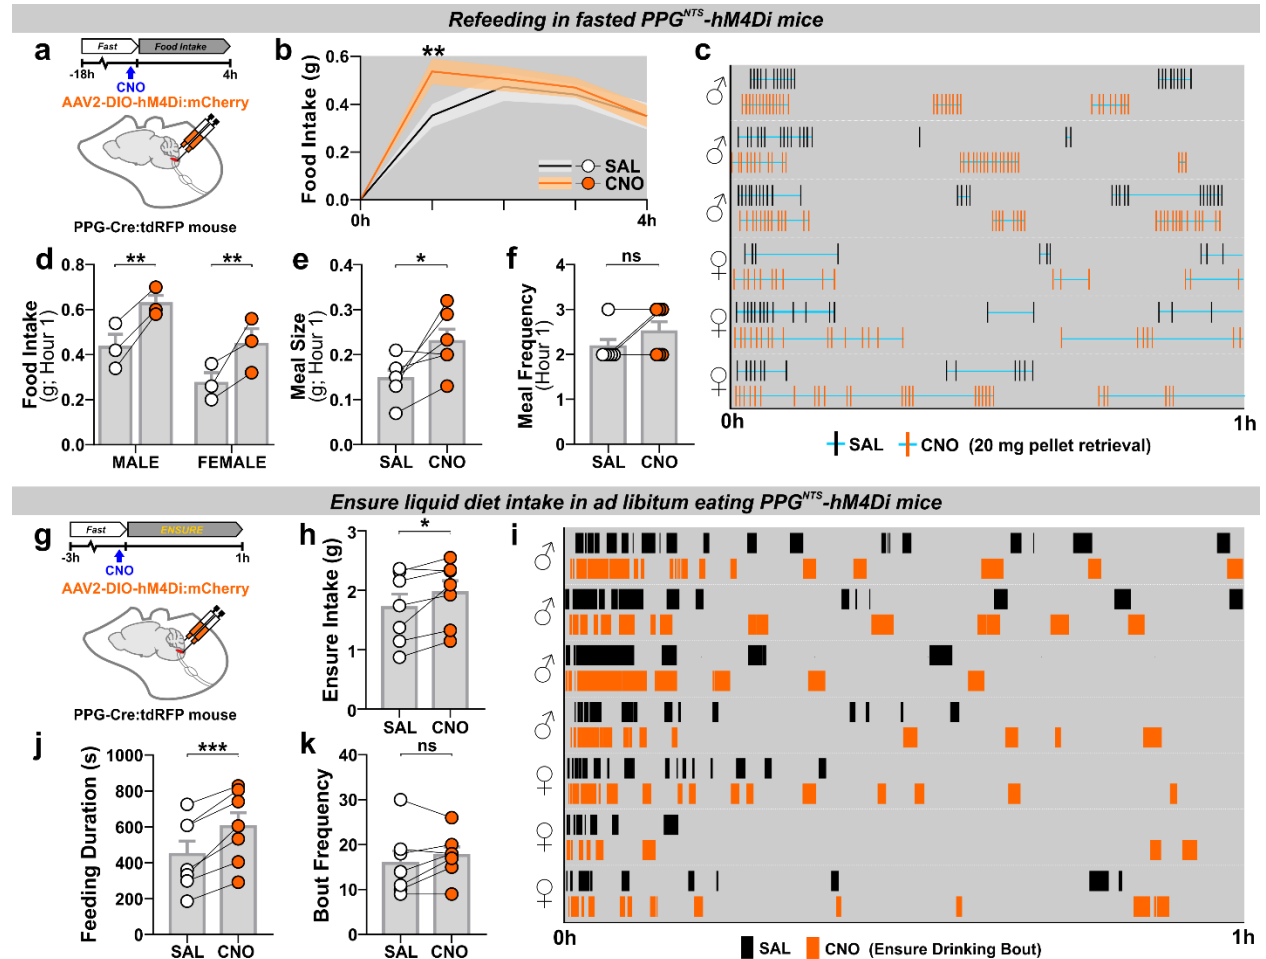 Refeeding in fasted PPGNTS-hM4Di mice
a
Fast
Food Intake
-18h
4h
CNO
AAV2-DIO-hM4Di:mCherry
PPG-Cre:tdRFP mouse
b
**
Food Intake (g)
0.6
0.4
0.2
0.0
0h
4h
SAL
CNO
c
♂
♂
♂
♀
♀
♀
0h
1h
SAL
CNO (20 mg pellet retrieval)
d
Food Intake
(g; Hour 1)
0.8
0.6
0.4
0.2
0.0
**
**
MALE
FEMALE
e
Meal Size
(g; Hour 1)
0.4
0.3
0.2
0.1
0.0
*
SAL
CNO
f
Meal Frequency
(Hour 1)
4
3
2
1
0
ns
SAL
CNO
Ensure liquid diet intake in ad libitum eating PPGNTS-hM4Di mice
g
Fast
ENSURE
-3h
1h
CNO
AAV2-DIO-hM4Di:mCherry
PPG-Cre:tdRFP mouse
h
Ensure Intake (g)
3
2
1
0
*
SAL
CNO
i
♂
♂
♂
♂
♀
♀
♀
0h
1h
SAL
CNO (Ensure Drinking Bout)
j
Feeding Duration (s)
1000
800
600
400
200
0
***
SAL
CNO
k
Bout Frequency
40
30
20
10
0
ns
SAL
CNO